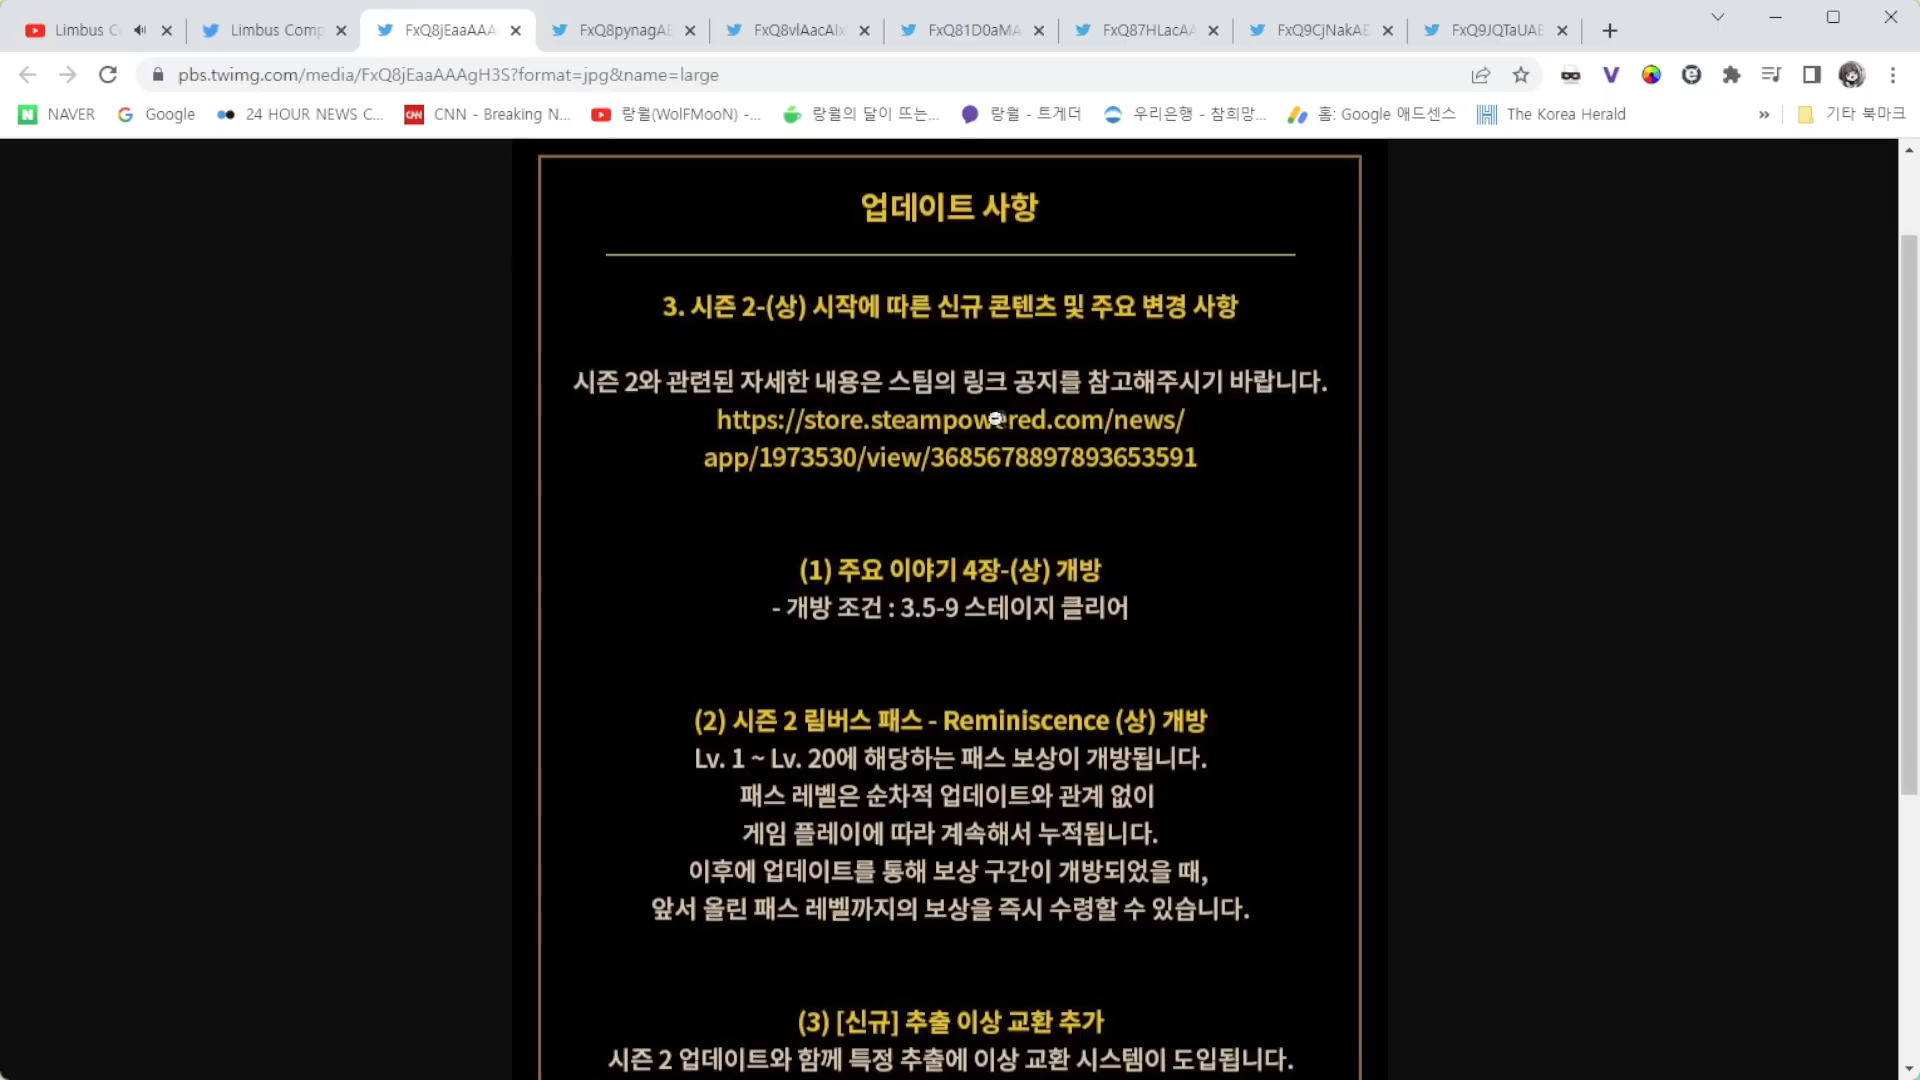 Limbus C
Limbus Comp
FxQ8jEaaAAA
FxQ8pynagAE
FxQ8vlAacAIx
FxQ81D0aMA
FxQ87HLacAA
FxQ9CjNakAE
FxQ9JQTaUAE
pbs.twimg.com/media/FxQ8jEaaAAAgH3S?format=jpg&name=large
NAVER
Google
24 HOUR NEWS C...
CNN - Breaking N...
랑월(WolFMooN) -...
랑월의 달이 뜨는...
랑월 - 트게더
우리은행 - 참희망...
홈: Google 애드센스
The Korea Herald
»
기타 북마크
업데이트 사항
3. 시즌 2-(상) 시작에 따른 신규 콘텐츠 및 주요 변경 사항
시즌 2와 관련된 자세한 내용은 스팀의 링크 공지를 참고해주시기 바랍니다.
https://store.steampowered.com/news/
app/1973530/view/3685678897893653591
(1) 주요 이야기 4장-(상) 개방
- 개방 조건 : 3.5-9 스테이지 클리어
(2) 시즌 2 림버스 패스 - Reminiscence (상) 개방
Lv. 1 ~ Lv. 20에 해당하는 패스 보상이 개방됩니다.
패스 레벨은 순차적 업데이트와 관계 없이
게임 플레이에 따라 계속해서 누적됩니다.
이후에 업데이트를 통해 보상 구간이 개방되었을 때,
앞서 올린 패스 레벨까지의 보상을 즉시 수령할 수 있습니다.
(3) [신규] 추출 이상 교환 추가
시즌 2 업데이트와 함께 특정 추출에 이상 교환 시스템이 도입됩니다.